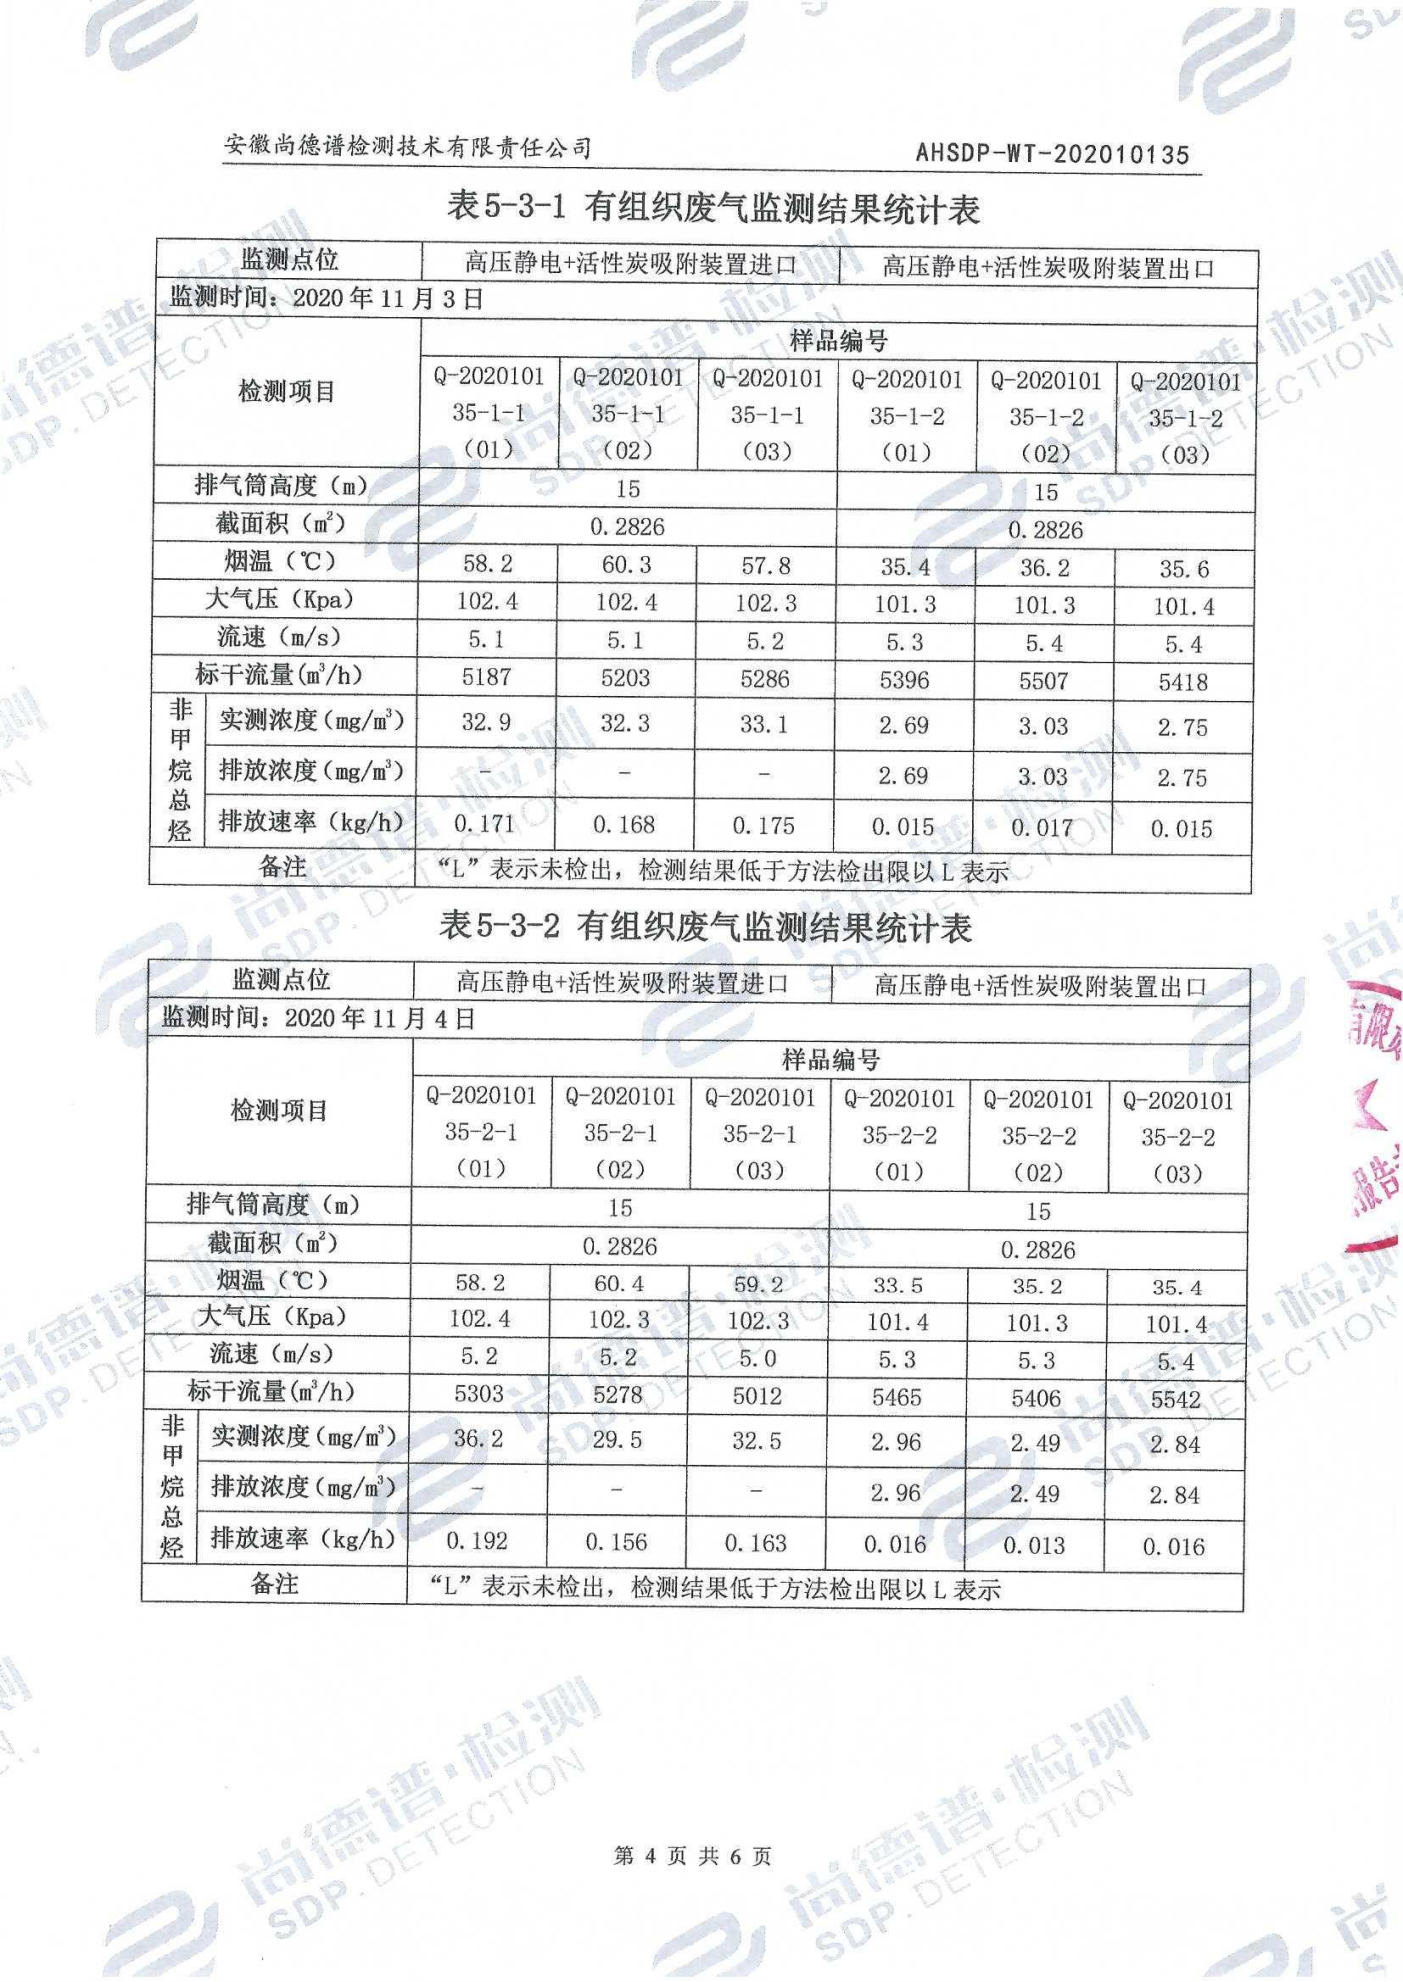 安徽尚德谱检测技术有限责任公司 AHSDP-WT-202010135
表5-3-1 有组织废气监测结果统计表
监测点位 高压静电+活性炭吸附装置进口 高压静电+活性炭吸附装置出口
监测时间：2020年11月3日
检测项目 样品编号
Q-2020101 Q-2020101 Q-2020101 Q-2020101 Q-2020101 Q-2020101
35-1-1 35-1-1 35-1-1 35-1-2 35-1-2 35-1-2
（01） （02） （03） （01） （02） （03）
排气筒高度（m） 15 15
截面积（m²） 0.2826 0.2826
烟温（℃） 58.2 60.3 57.8 35.4 36.2 35.6
大气压（Kpa） 102.4 102.4 102.3 101.3 101.3 101.4
流速（m/s） 5.1 5.1 5.2 5.3 5.4 5.4
标干流量(m³/h) 5187 5203 5286 5396 5507 5418
非甲烷总烃 实测浓度(mg/m³) 32.9 32.3 33.1 2.69 3.03 2.75
排放浓度(mg/m³) - - - 2.69 3.03 2.75
排放速率（kg/h） 0.171 0.168 0.175 0.015 0.017 0.015
备注 “L”表示未检出，检测结果低于方法检出限以L表示
表5-3-2 有组织废气监测结果统计表
监测点位 高压静电+活性炭吸附装置进口 高压静电+活性炭吸附装置出口
监测时间：2020年11月4日
检测项目 样品编号
Q-2020101 Q-2020101 Q-2020101 Q-2020101 Q-2020101 Q-2020101
35-2-1 35-2-1 35-2-1 35-2-2 35-2-2 35-2-2
（01） （02） （03） （01） （02） （03）
排气筒高度（m） 15 15
截面积（m²） 0.2826 0.2826
烟温（℃） 58.2 60.4 59.2 33.5 35.2 35.4
大气压（Kpa） 102.4 102.3 102.3 101.4 101.3 101.4
流速（m/s） 5.2 5.2 5.0 5.3 5.3 5.4
标干流量(m³/h) 5303 5278 5012 5465 5406 5542
非甲烷总烃 实测浓度(mg/m³) 36.2 29.5 32.5 2.96 2.49 2.84
排放浓度(mg/m³) - - - 2.96 2.49 2.84
排放速率（kg/h） 0.192 0.156 0.163 0.016 0.013 0.016
备注 “L”表示未检出，检测结果低于方法检出限以L表示
第 4 页 共 6 页
尚德谱·检测
SDP.DETECTION
有限
报告